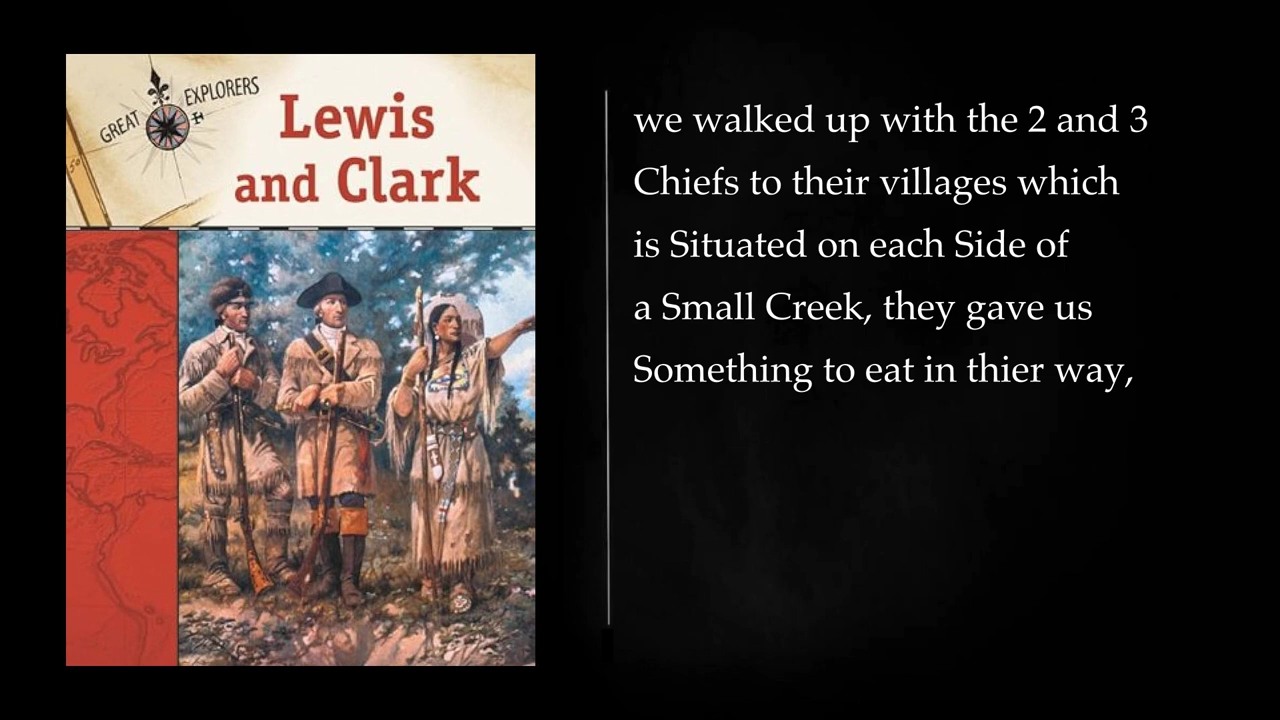 GREAT EXPLORERS
Lewis
and Clark
50
we walked up with the 2 and 3
Chiefs to their villages which
is Situated on each Side of
a Small Creek, they gave us
Something to eat in thier way,